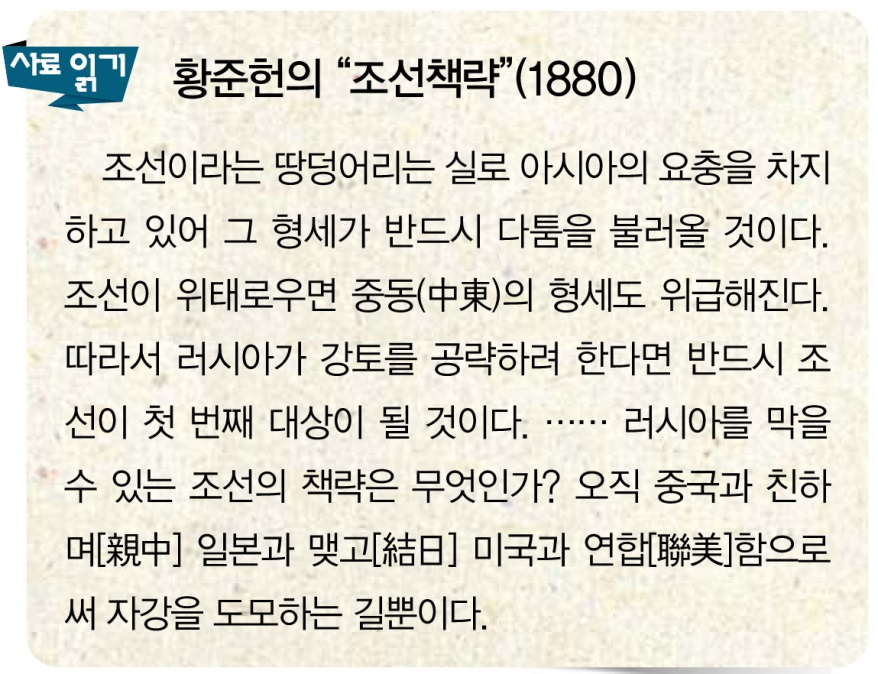 사료 읽기
황준헌의 “조선책략”(1880)
조선이라는 땅덩어리는 실로 아시아의 요충을 차지
하고 있어 그 형세가 반드시 다툼을 불러올 것이다.
조선이 위태로우면 중동(中東)의 형세도 위급해진다.
따라서 러시아가 강토를 공략하려 한다면 반드시 조
선이 첫 번째 대상이 될 것이다. …… 러시아를 막을
수 있는 조선의 책략은 무엇인가? 오직 중국과 친하
며[親中] 일본과 맺고[結日] 미국과 연합[聯美]함으로
써 자강을 도모하는 길뿐이다.